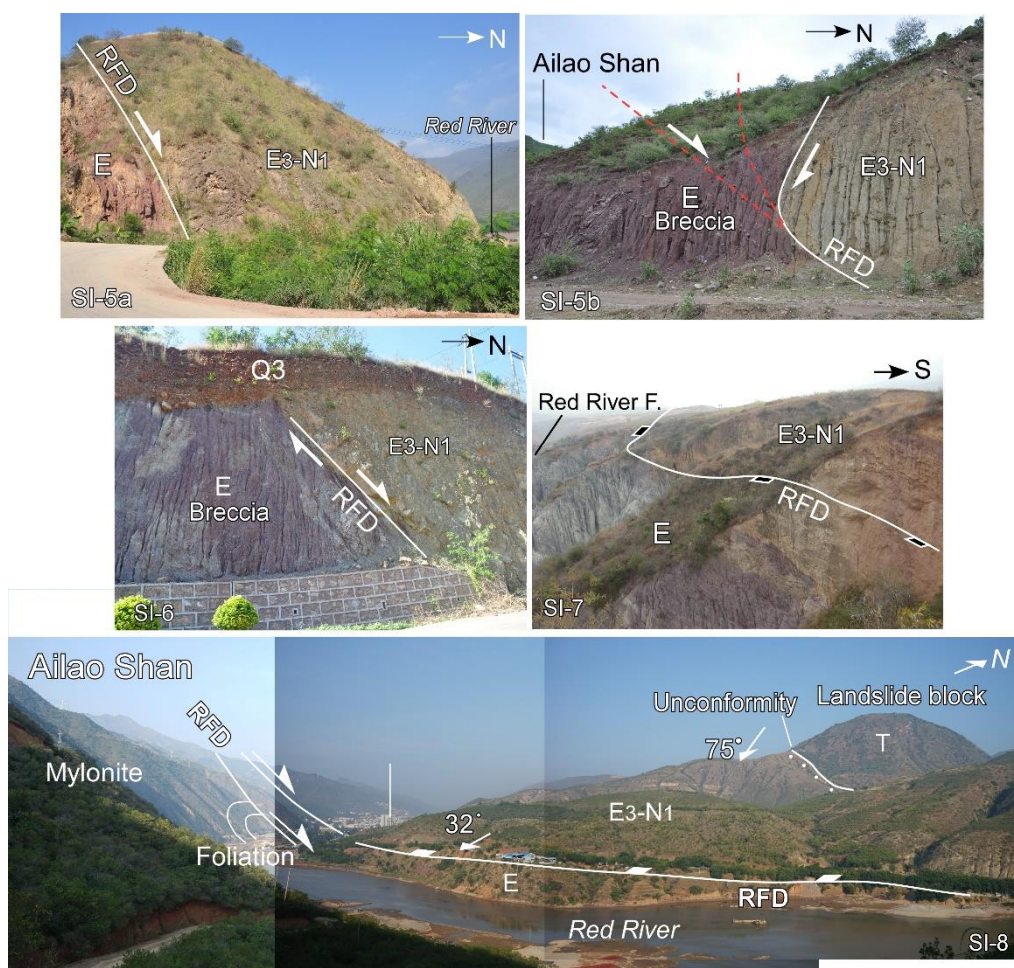 N
RFD
Red River
E
E3-N1
SI-5a
N
Ailao Shan
E3-N1
E
Breccia
RFD
SI-5b
N
Q3
E3-N1
E
Breccia
RFD
SI-6
S
Red River F.
E3-N1
RFD
E
SI-7
Ailao Shan
N
Landslide block
Unconformity
RFD
T
75°
Mylonite
E3-N1
32°
Foliation
E
RFD
Red River
SI-8